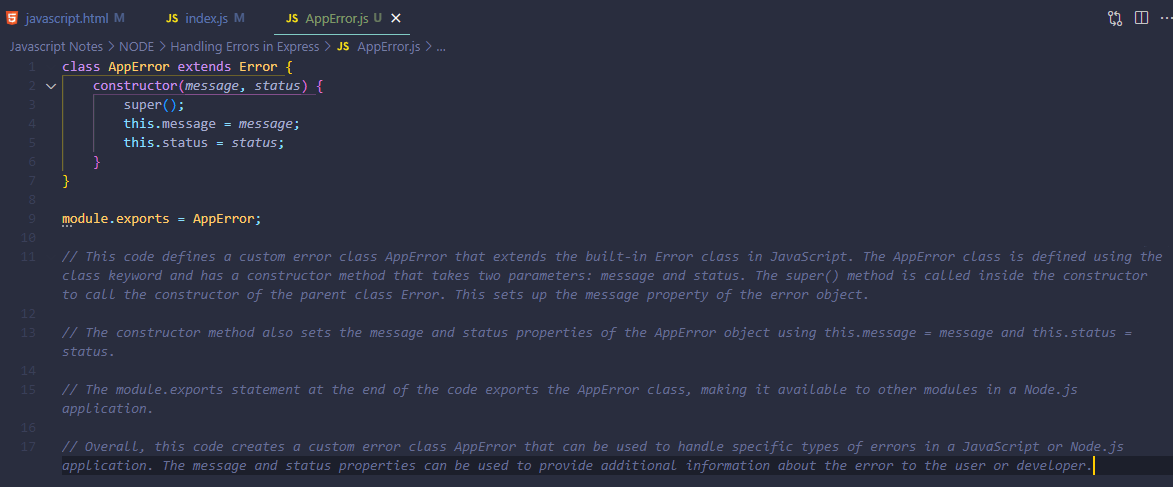 javascript.html M JS index.js M JS AppError.js U
Javascript Notes > NODE > Handling Errors in Express > JS AppError.js > ...
1 class AppError extends Error {
2 constructor(message, status) {
3 super();
4 this.message = message;
5 this.status = status;
6 }
7 }
8
9 module.exports = AppError;
10
11 // This code defines a custom error class AppError that extends the built-in Error class in JavaScript. The AppError class is defined using the
class keyword and has a constructor method that takes two parameters: message and status. The super() method is called inside the constructor
to call the constructor of the parent class Error. This sets up the message property of the error object.
12
13 // The constructor method also sets the message and status properties of the AppError object using this.message = message and this.status =
status.
14
15 // The module.exports statement at the end of the code exports the AppError class, making it available to other modules in a Node.js
application.
16
17 // Overall, this code creates a custom error class AppError that can be used to handle specific types of errors in a JavaScript or Node.js
application. The message and status properties can be used to provide additional information about the error to the user or developer.